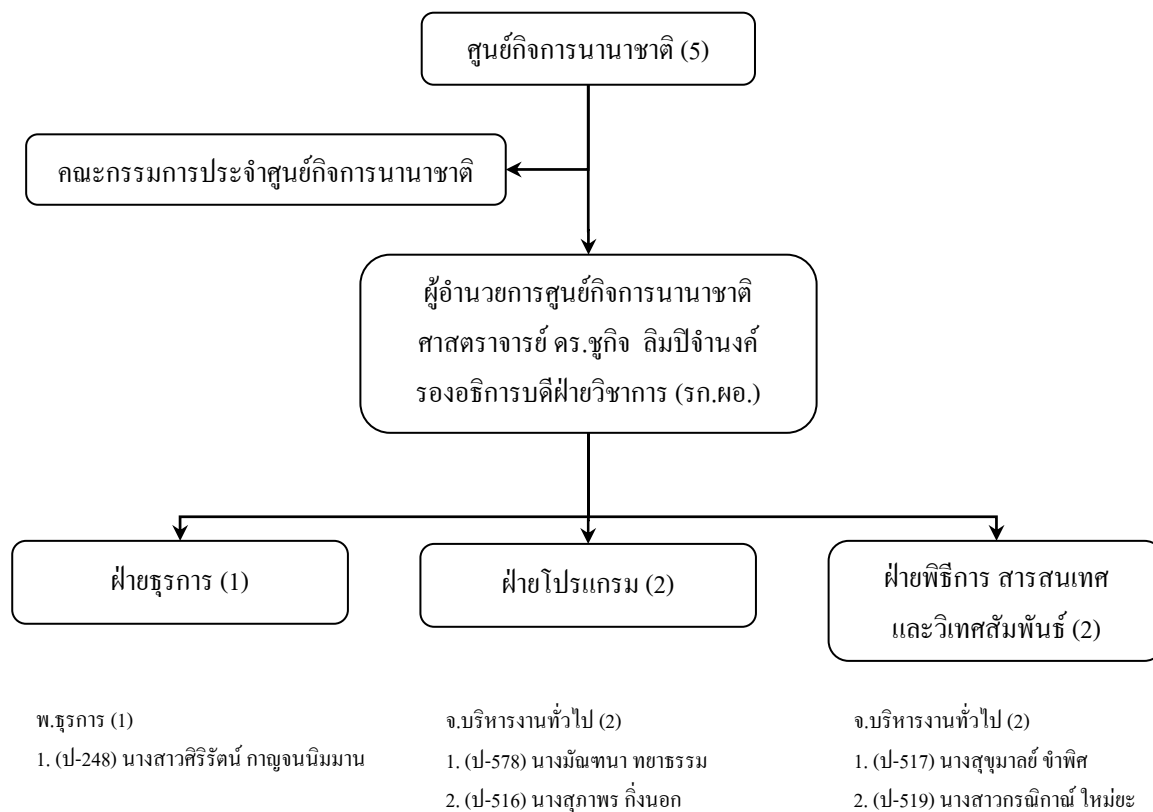 ศูนย์กิจการนานาชาติ (5)
คณะกรรมการประจำศูนย์กิจการนานาชาติ
ผู้อำนวยการศูนย์กิจการนานาชาติ
ศาสตราจารย์ ดร.ชูกิจ ลิมปิจำนงค์
รองอธิการบดีฝ่ายวิชาการ (รก.ผอ.)
ฝ่ายธุรการ (1)
ฝ่ายโปรแกรม (2)
ฝ่ายพิธีการ สารสนเทศ
และวิเทศสัมพันธ์ (2)
พ.ธุรการ (1)
1. (ป-248) นางสาวศิริรัตน์ กาญจนนิมมาน
จ.บริหารงานทั่วไป (2)
1. (ป-578) นางมัณฑนา ทยาธรรม
2. (ป-516) นางสุภาพร กิ่งนอก
จ.บริหารงานทั่วไป (2)
1. (ป-517) นางสุขุมาลย์ ขำพิศ
2. (ป-519) นางสาวกรณิกาณ์ ใหม่ยะ